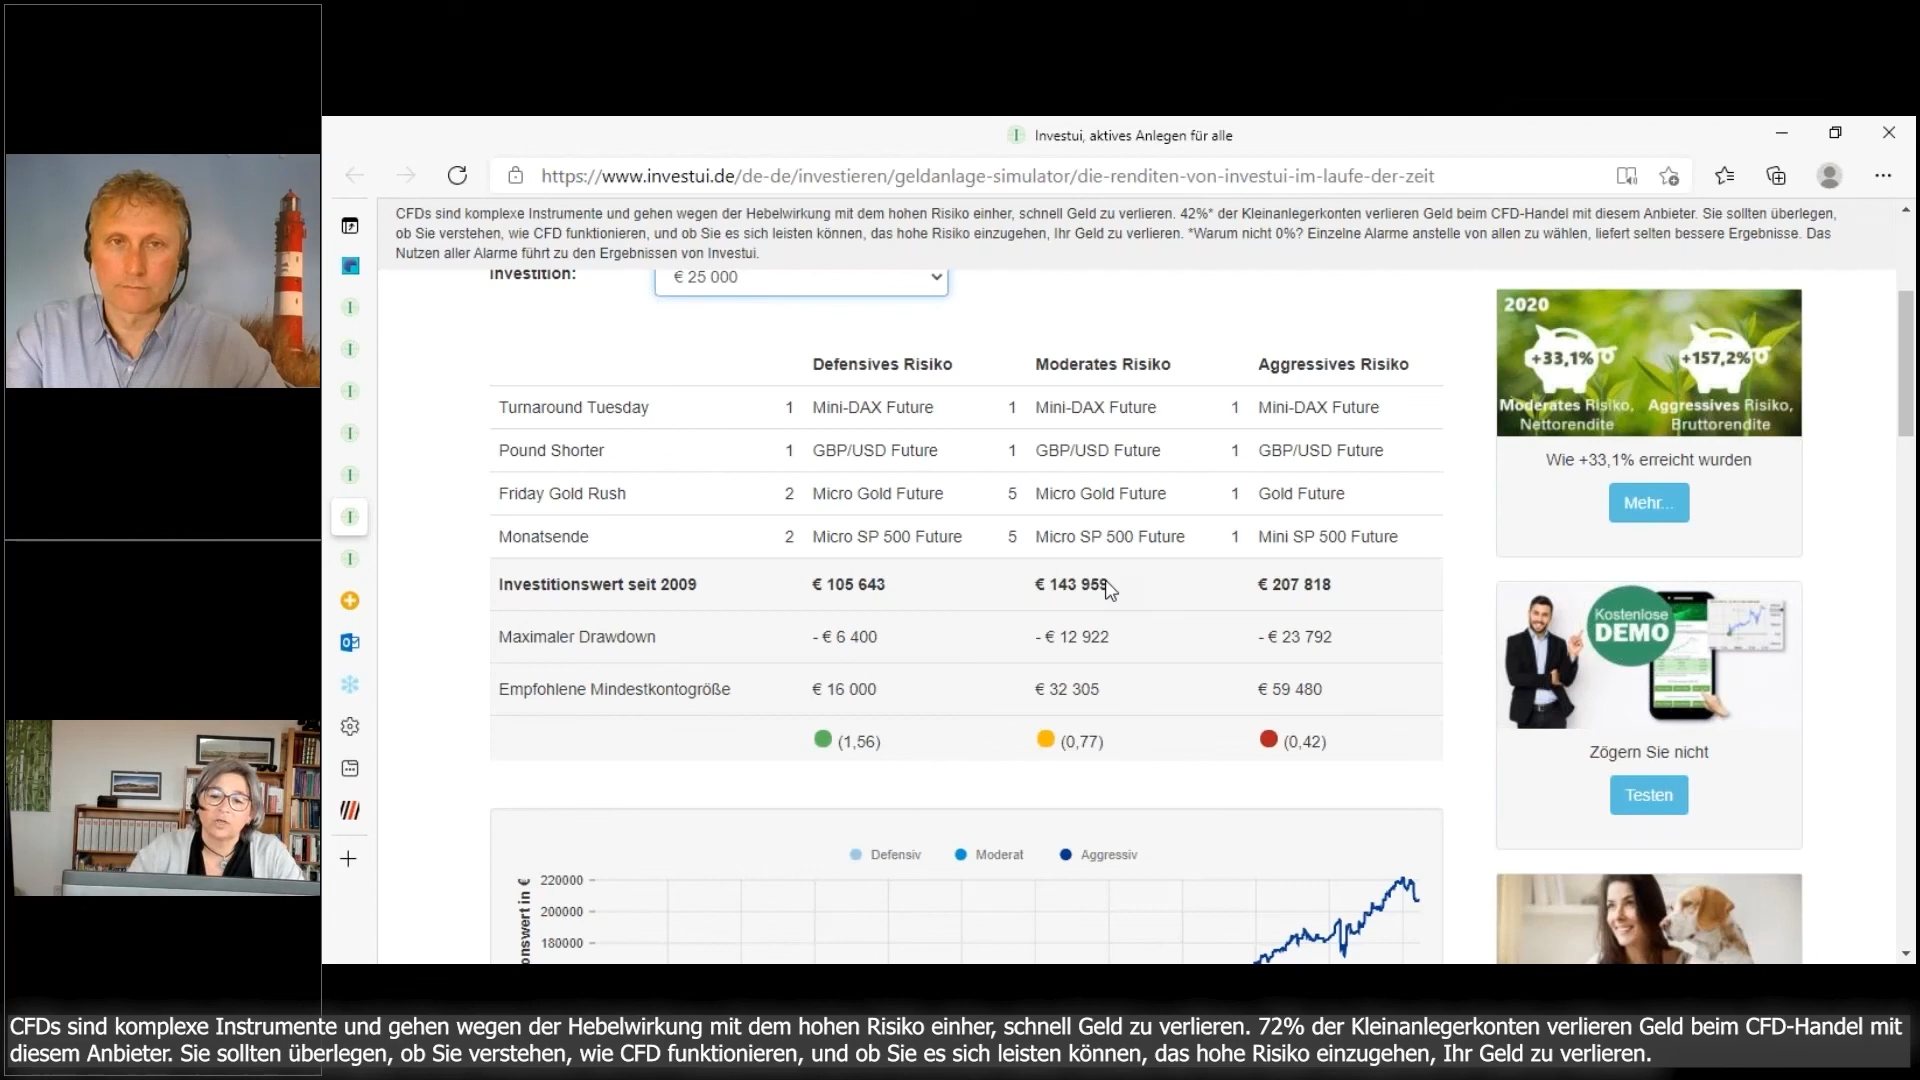 Investui, aktives Anlegen für alle
https://www.investui.de/de-de/investieren/geldanlage-simulator/die-renditen-von-investui-im-laufe-der-zeit
CFDs sind komplexe Instrumente und gehen wegen der Hebelwirkung mit dem hohen Risiko einher, schnell Geld zu verlieren. 42%* der Kleinanlegerkonten verlieren Geld beim CFD-Handel mit diesem Anbieter. Sie sollten überlegen,
ob Sie verstehen, wie CFD funktionieren, und ob Sie es sich leisten können, das hohe Risiko einzugehen, Ihr Geld zu verlieren. *Warum nicht 0%? Einzelne Alarme anstelle von allen zu wählen, liefert selten bessere Ergebnisse. Das
Nutzen aller Alarme führt zu den Ergebnissen von Investui.
Investition: € 25 000
Defensives Risiko Moderates Risiko Aggressives Risiko
Turnaround Tuesday 1 Mini-DAX Future 1 Mini-DAX Future 1 Mini-DAX Future
Pound Shorter 1 GBP/USD Future 1 GBP/USD Future 1 GBP/USD Future
Friday Gold Rush 2 Micro Gold Future 5 Micro Gold Future 1 Gold Future
Monatsende 2 Micro SP 500 Future 5 Micro SP 500 Future 1 Mini SP 500 Future
Investitionswert seit 2009 € 105 643 € 143 959 € 207 818
Maximaler Drawdown - € 6 400 - € 12 922 - € 23 792
Empfohlene Mindestkontogröße € 16 000 € 32 305 € 59 480
(1,56) (0,77) (0,42)
Defensiv Moderat Aggressiv
onswert in €
220000
200000
180000
2020
+33,1% +157,2%
Moderates Risiko, Aggressives Risiko,
Nettorendite Bruttorendite
Wie +33,1% erreicht wurden
Mehr...
Kostenlose
DEMO
Zögern Sie nicht
Testen
CFDs sind komplexe Instrumente und gehen wegen der Hebelwirkung mit dem hohen Risiko einher, schnell Geld zu verlieren. 72% der Kleinanlegerkonten verlieren Geld beim CFD-Handel mit
diesem Anbieter. Sie sollten überlegen, ob Sie verstehen, wie CFD funktionieren, und ob Sie es sich leisten können, das hohe Risiko einzugehen, Ihr Geld zu verlieren.